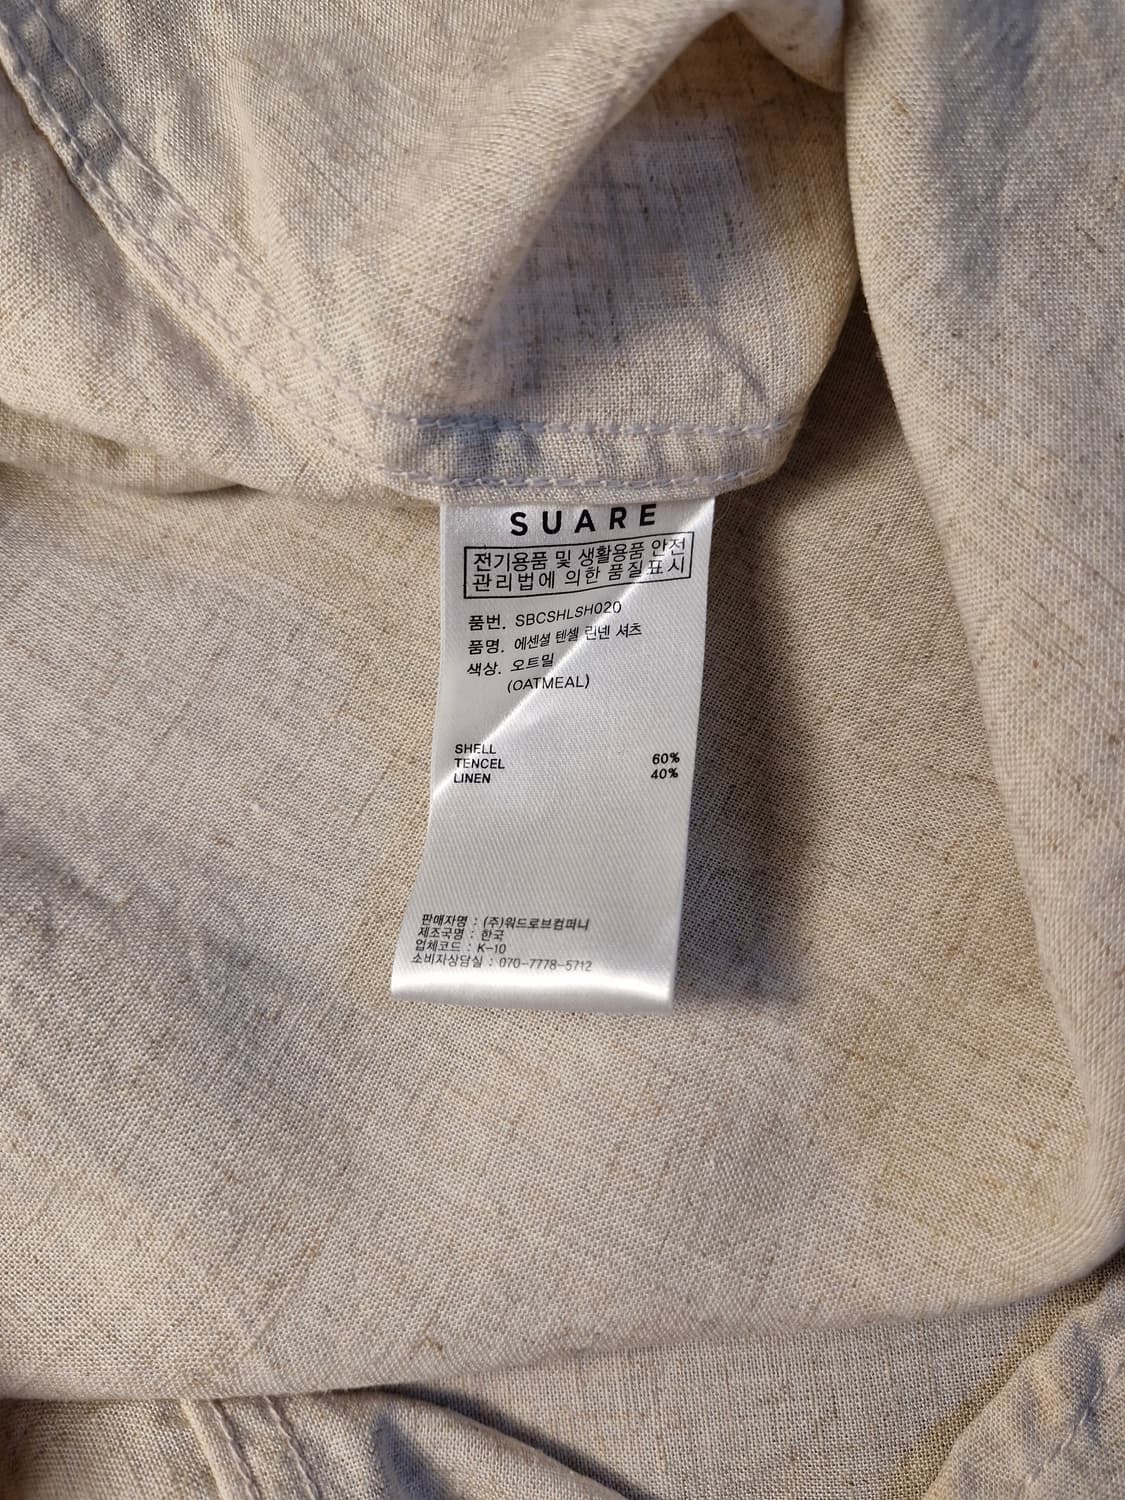 SUARE
전기용품 및 생활용품 안전
관리법에 의한 품질표시
품번. SBCSHLSH020
품명. 에센셜 텐셀 린넨 셔츠
색상. 오트밀
(OATMEAL)
SHELL
TENCEL 60%
LINEN 40%
판매자명 : (주)워드로브컴퍼니
제조국명 : 한국
업체코드 : K-10
소비자상담실 : 070-7778-5712